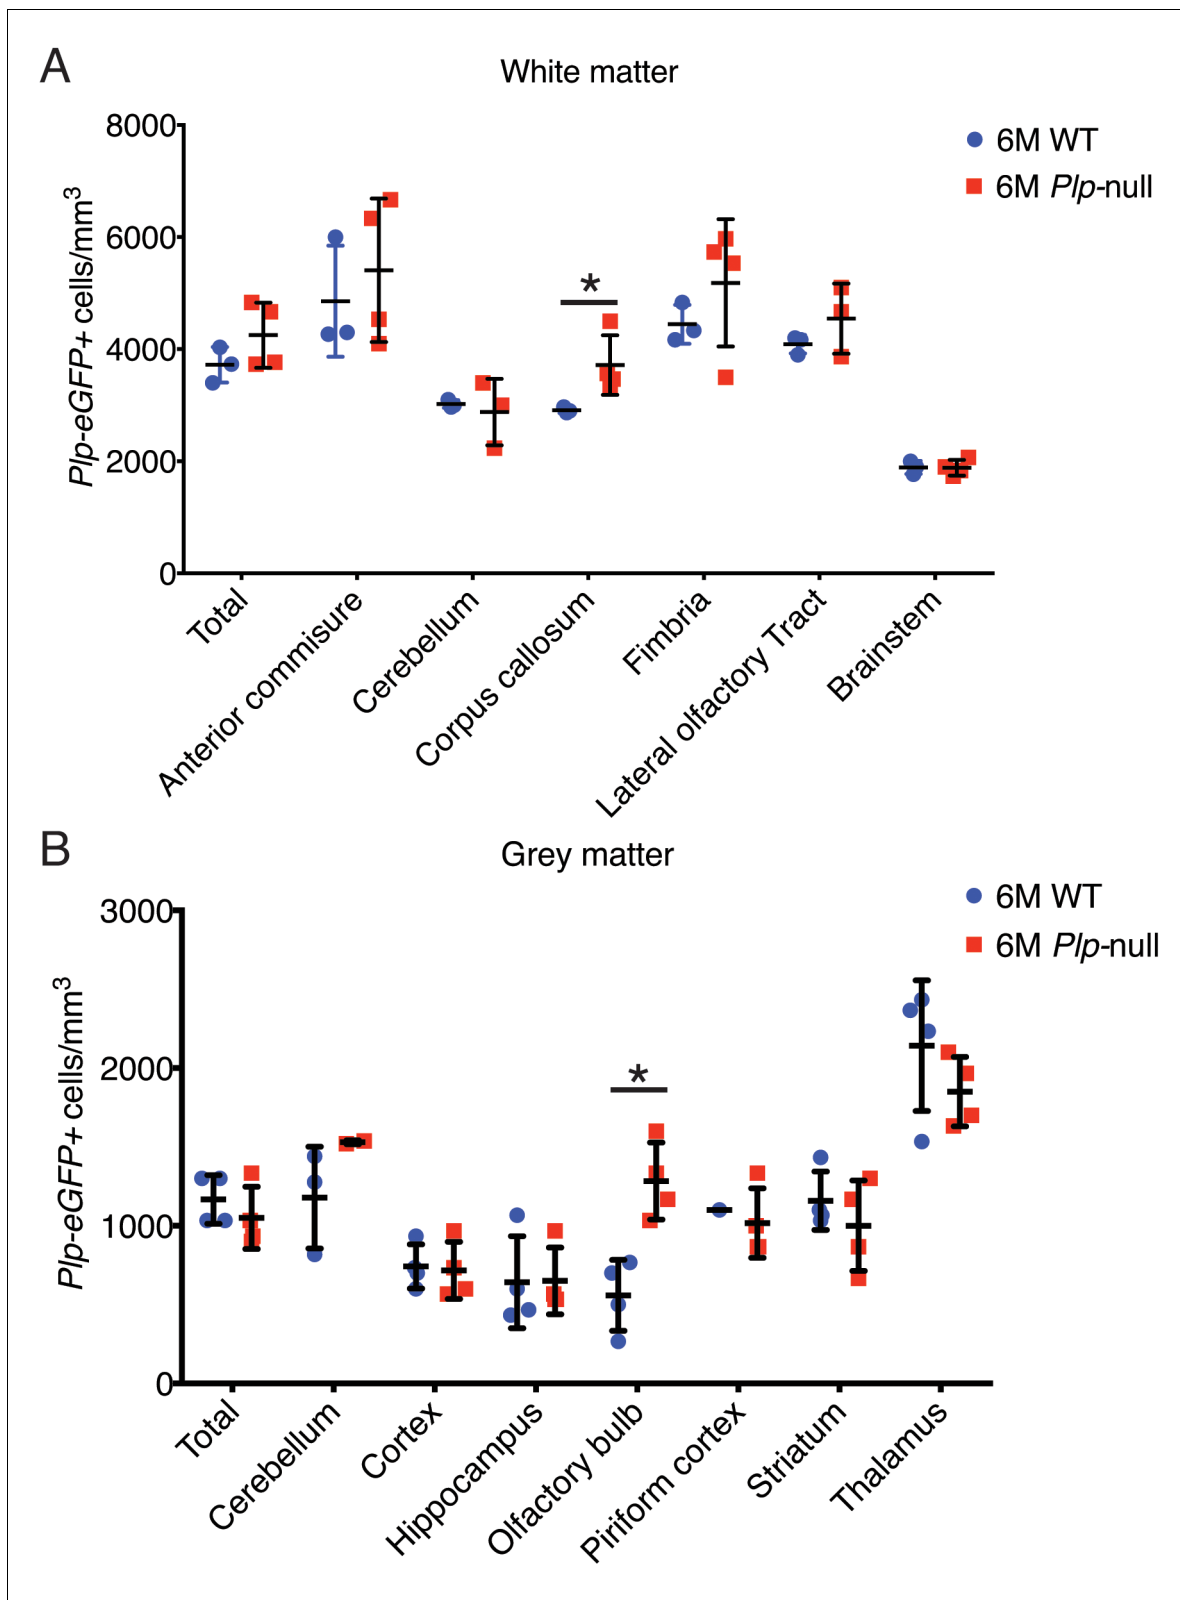 A
White matter
8000
6000
4000
2000
0
Plp-eGFP+ cells/mm³
6M WT
6M Plp-null
*
Total
Anterior commisure
Cerebellum
Corpus callosum
Fimbria
Lateral olfactory Tract
Brainstem
B
Grey matter
3000
2000
1000
0
Plp-eGFP+ cells/mm³
6M WT
6M Plp-null
*
Total
Cerebellum
Cortex
Hippocampus
Olfactory bulb
Piriform cortex
Striatum
Thalamus